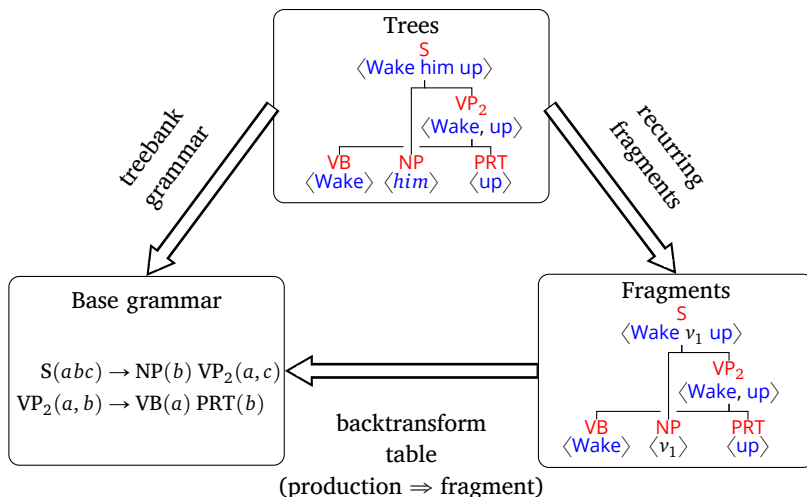 Trees
S
⟨Wake him up⟩
VP₂
⟨Wake, up⟩
VB NP PRT
⟨Wake⟩ ⟨him⟩ ⟨up⟩
treebank
grammar
recurring
fragments
Base grammar
S(abc) → NP(b) VP₂(a, c)
VP₂(a, b) → VB(a) PRT(b)
Fragments
S
⟨Wake v₁ up⟩
VP₂
⟨Wake, up⟩
VB NP PRT
⟨Wake⟩ ⟨v₁⟩ ⟨up⟩
backtransform
table
(production ⇒ fragment)